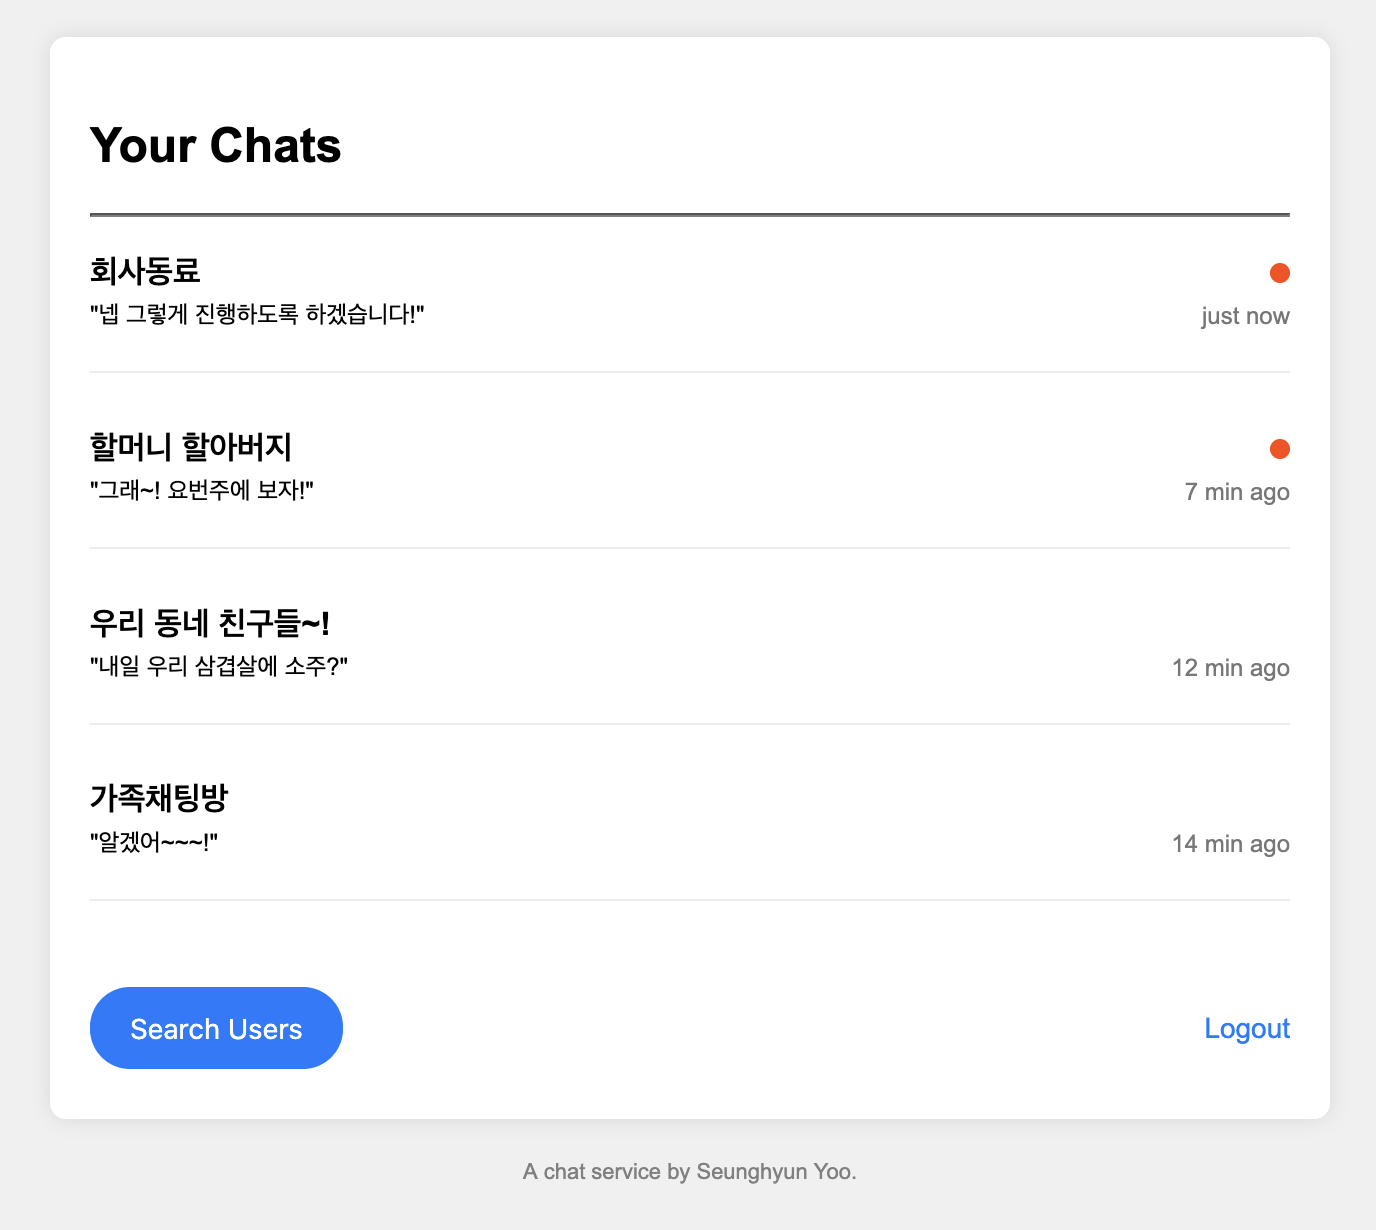 Your Chats
회사동료
"넵 그렇게 진행하도록 하겠습니다!"
just now
할머니 할아버지
"그래~! 요번주에 보자!"
7 min ago
우리 동네 친구들~!
"내일 우리 삼겹살에 소주?"
12 min ago
가족채팅방
"알겠어~~~!"
14 min ago
Search Users
Logout
A chat service by Seunghyun Yoo.